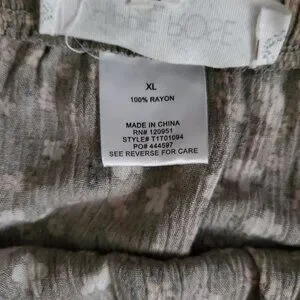 XL
100% RAYON
MADE IN CHINA
RN# 120951
STYLE# T1T01094
PO# 444597
SEE REVERSE FOR CARE